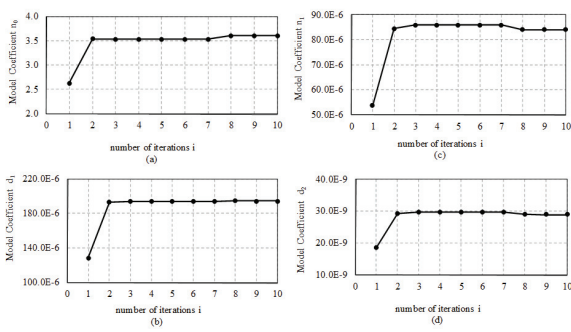 Model Coefficient n₀
4.0
3.5
3.0
2.5
2.0
0 1 2 3 4 5 6 7 8 9 10
number of iterations i
(a)
Model Coefficient n₁
90.0E-6
80.0E-6
70.0E-6
60.0E-6
50.0E-6
0 1 2 3 4 5 6 7 8 9 10
number of iterations i
(c)
Model Coefficient d₁
220.0E-6
180.0E-6
140.0E-6
100.0E-6
0 1 2 3 4 5 6 7 8 9 10
number of iterations i
(b)
Model Coefficient d₂
40.0E-9
30.0E-9
20.0E-9
10.0E-9
0 1 2 3 4 5 6 7 8 9 10
number of iterations i
(d)